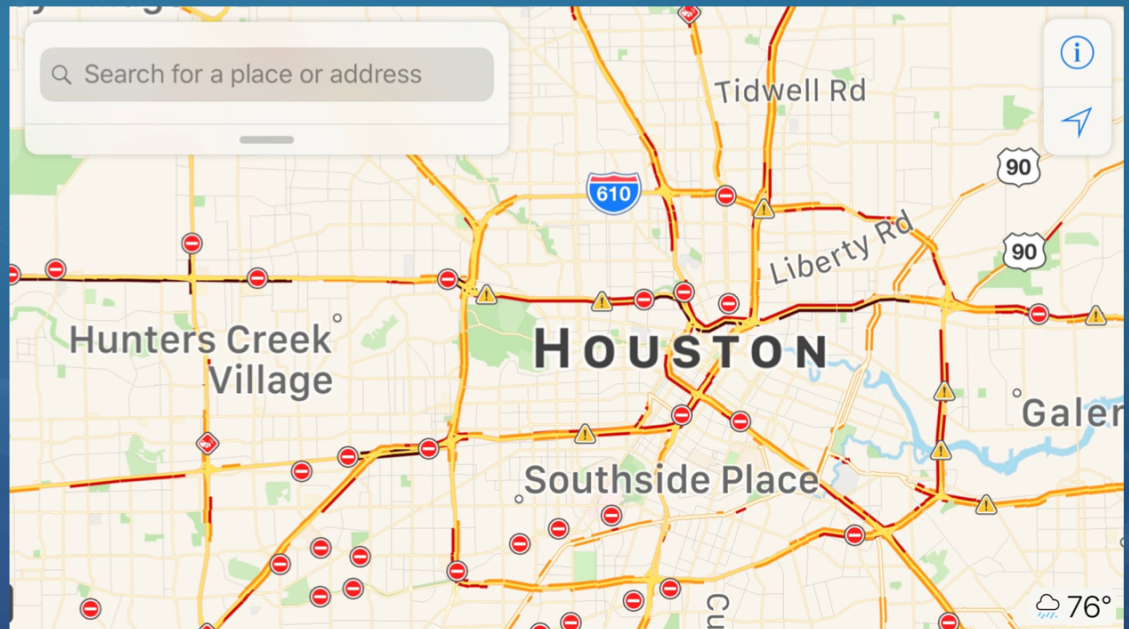 Search for a place or address
Tidwell Rd
90
610
90
Liberty Rd
Hunters Creek
Village
HOUSTON
Southside Place
76°